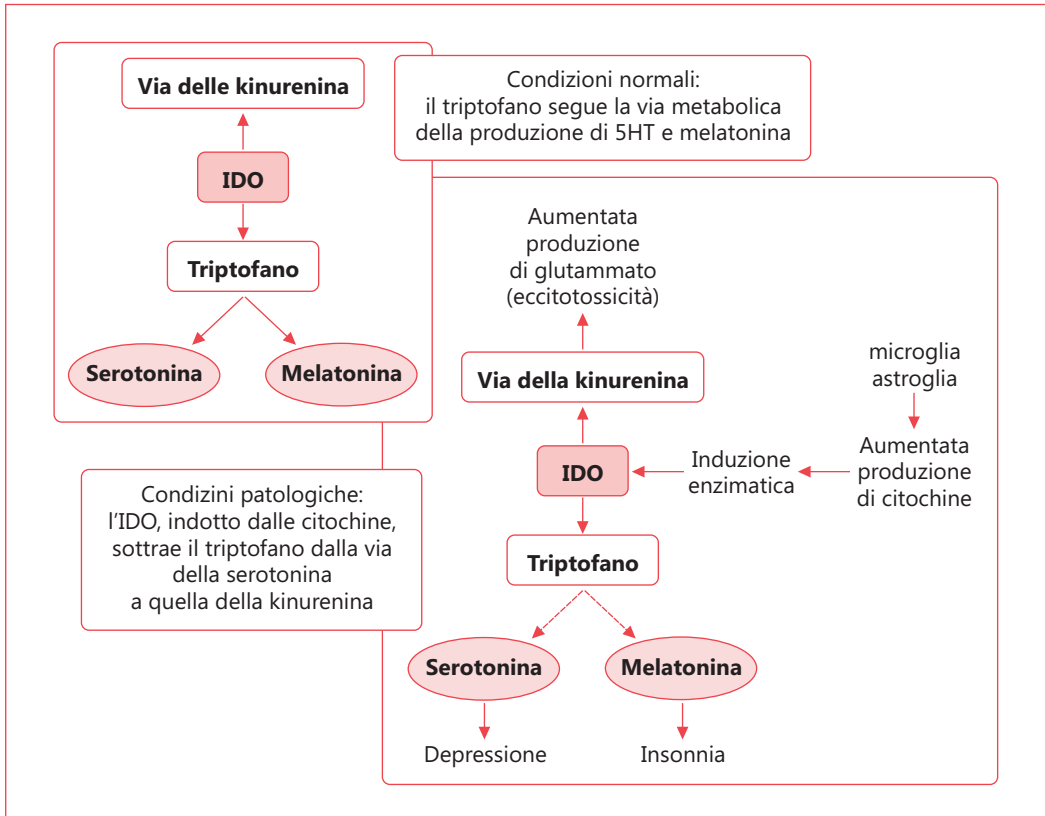 Via delle kinurenina
IDO
Triptofano
Serotonina
Melatonina
Condizioni normali:
il triptofano segue la via metabolica
della produzione di 5HT e melatonina
Aumentata
produzione
di glutammato
(eccitotossicità)
Via della kinurenina
microglia
astroglia
IDO
Induzione
enzimatica
Aumentata
produzione
di citochine
Triptofano
Serotonina
Melatonina
Depressione
Insonnia
Condizini patologiche:
l'IDO, indotto dalle citochine,
sottrae il triptofano dalla via
della serotonina
a quella della kinurenina